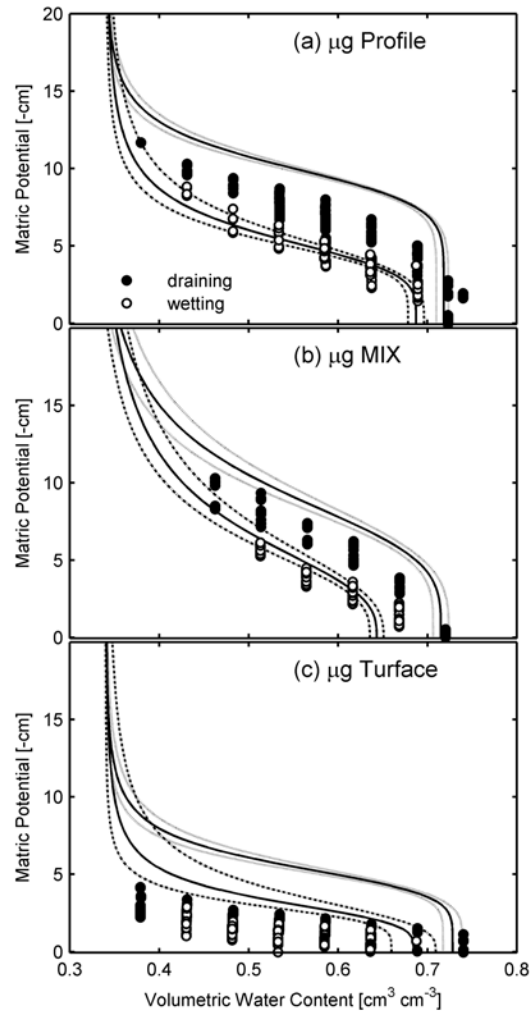 20
(a) µg Profile
15
Matric Potential [-cm]
10
5
draining
wetting
0
(b) µg MIX
15
Matric Potential [-cm]
10
5
0
(c) µg Turface
15
Matric Potential [-cm]
10
5
0
0.3 0.4 0.5 0.6 0.7 0.8
Volumetric Water Content [cm³ cm⁻³]